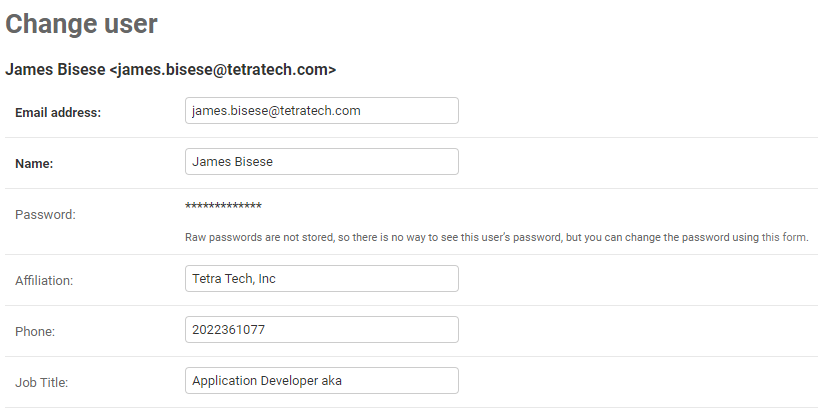 Change user
James Bisese <james.bisese@tetratech.com>
Email address: james.bisese@tetratech.com
Name: James Bisese
Password: *************
Raw passwords are not stored, so there is no way to see this user's password, but you can change the password using this form.
Affiliation: Tetra Tech, Inc
Phone: 2022361077
Job Title: Application Developer aka